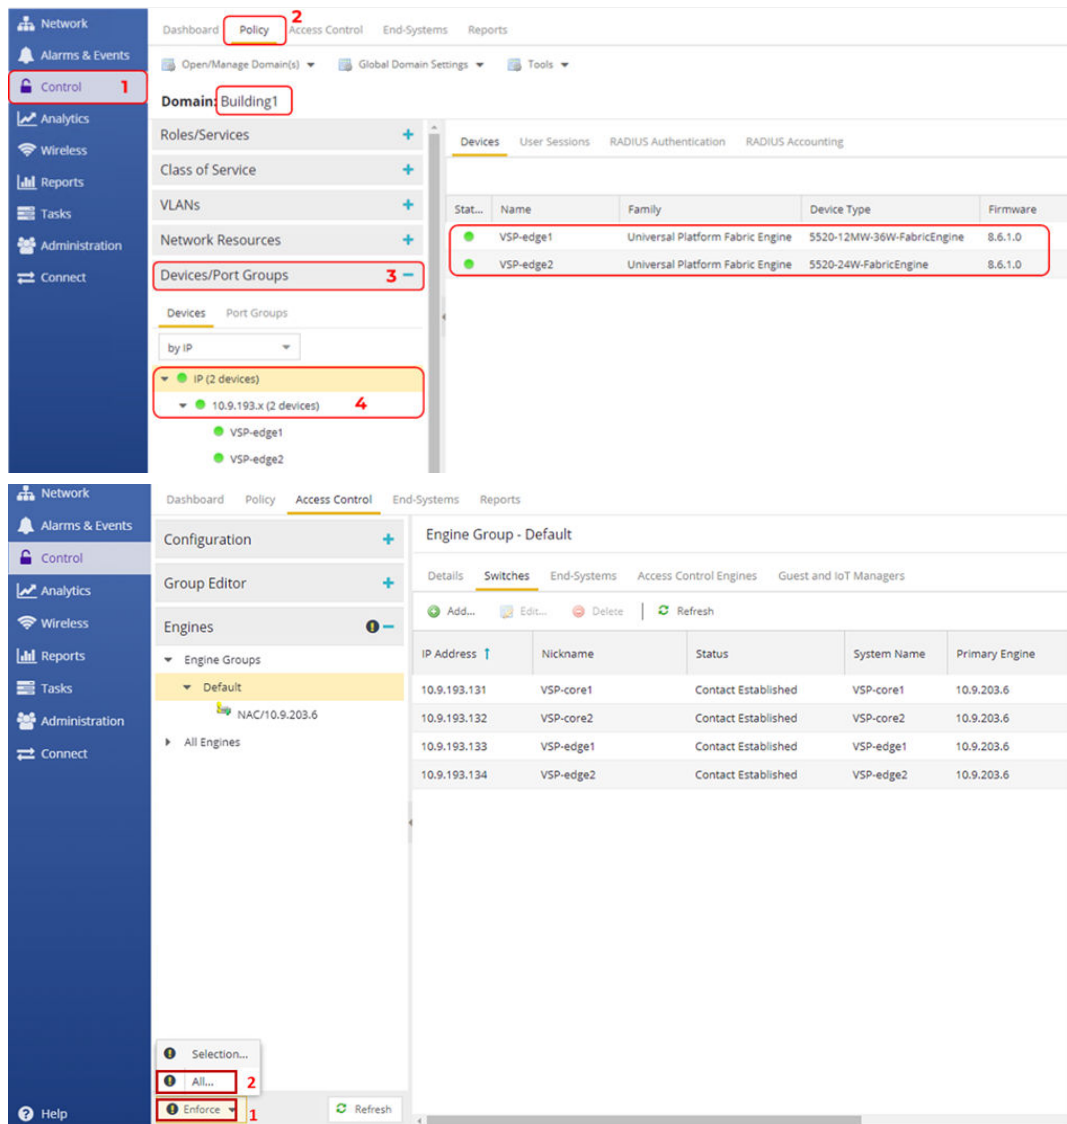 Network
Alarms & Events
Control 1
Analytics
Wireless
Reports
Tasks
Administration
Connect
Dashboard Policy 2 Access Control End-Systems Reports
Open/Manage Domain(s) Global Domain Settings Tools
Domain: Building1
Roles/Services +
Class of Service +
VLANs +
Network Resources +
Devices/Port Groups 3 −
Devices Port Groups
by IP
IP (2 devices)
10.9.193.x (2 devices) 4
VSP-edge1
VSP-edge2
Devices User Sessions RADIUS Authentication RADIUS Accounting
Stat... Name Family Device Type Firmware
VSP-edge1 Universal Platform Fabric Engine 5520-12MW-36W-FabricEngine 8.6.1.0
VSP-edge2 Universal Platform Fabric Engine 5520-24W-FabricEngine 8.6.1.0
Network
Alarms & Events
Control
Analytics
Wireless
Reports
Tasks
Administration
Connect
Help
Dashboard Policy Access Control End-Systems Reports
Configuration +
Group Editor +
Engines −
Engine Groups
Default
NAC/10.9.203.6
All Engines
Selection...
All... 2
Enforce 1 Refresh
Engine Group - Default
Details Switches End-Systems Access Control Engines Guest and IoT Managers
Add... Edit... Delete Refresh
IP Address ↑ Nickname Status System Name Primary Engine
10.9.193.131 VSP-core1 Contact Established VSP-core1 10.9.203.6
10.9.193.132 VSP-core2 Contact Established VSP-core2 10.9.203.6
10.9.193.133 VSP-edge1 Contact Established VSP-edge1 10.9.203.6
10.9.193.134 VSP-edge2 Contact Established VSP-edge2 10.9.203.6